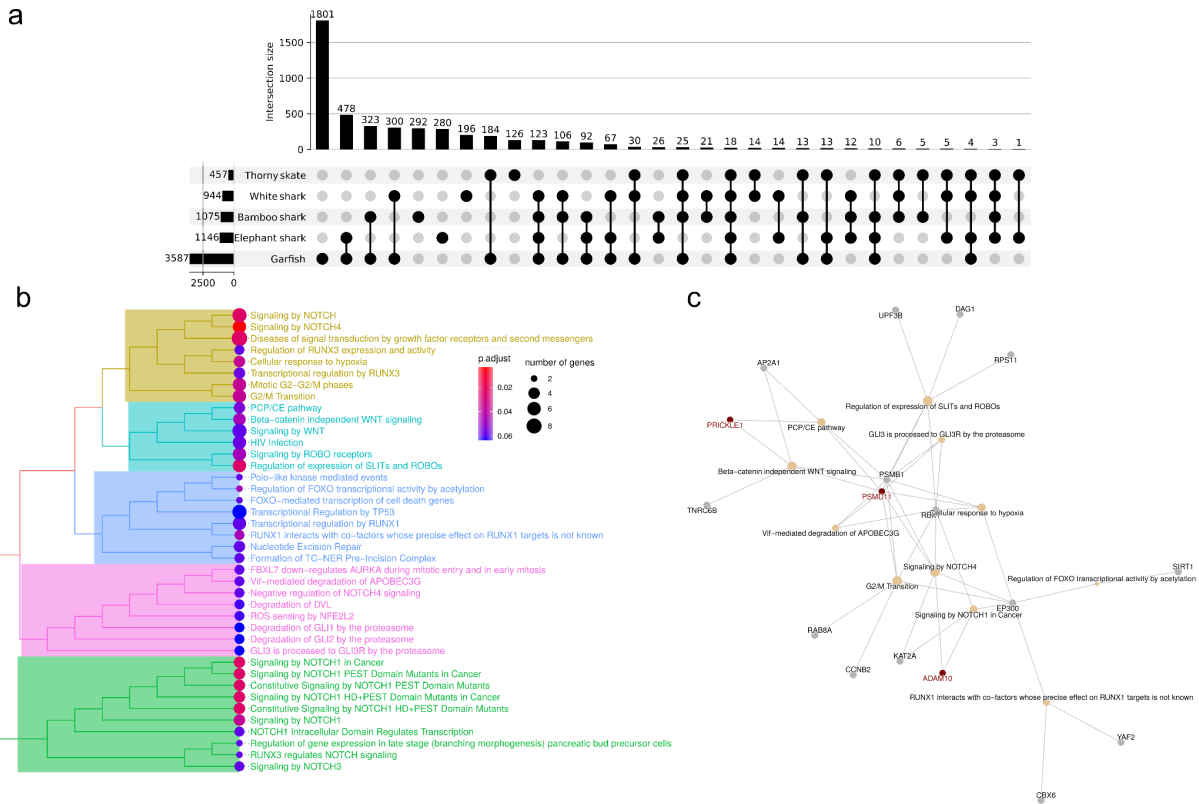 a
Intersection size
1500
1000
500
0
1801
478
323
300
292
280
196
184
126
123
106
92
67
30
26
25
21
18
14
14
13
13
12
10
6
6
5
5
4
3
1
457 Thorny skate
944 White shark
1075 Bamboo shark
1146 Elephant shark
3587 Garfish
2500 0
b
Signaling by NOTCH
Signaling by NOTCH4
Diseases of signal transduction by growth factor receptors and second messengers
Regulation of RUNX3 expression and activity
Cellular response to hypoxia
Transcriptional regulation by RUNX3
Mitotic G2-G2/M phases
G2/M Transition
PCP/CE pathway
Beta-catenin independent WNT signaling
Signaling by WNT
HIV Infection
Signaling by ROBO receptors
Regulation of expression of SLITs and ROBOs
Polo-like kinase mediated events
Regulation of FOXO transcriptional activity by acetylation
FOXO-mediated transcription of cell death genes
Transcriptional Regulation by TP53
Transcriptional regulation by RUNX1
RUNX1 interacts with co-factors whose precise effect on RUNX1 targets is not known
Nucleotide Excision Repair
Formation of TC-NER Pre-Incision Complex
FBXL7 down-regulates AURKA during mitotic entry and in early mitosis
Vif-mediated degradation of APOBEC3G
Negative regulation of NOTCH4 signaling
Degradation of DVL
ROS sensing by NFE2L2
Degradation of GLI1 by the proteasome
Degradation of GLI2 by the proteasome
GLI3 is processed to GLI3R by the proteasome
Signaling by NOTCH1 in Cancer
Signaling by NOTCH1 PEST Domain Mutants in Cancer
Constitutive Signaling by NOTCH1 PEST Domain Mutants
Signaling by NOTCH1 HD+PEST Domain Mutants in Cancer
Constitutive Signaling by NOTCH1 HD+PEST Domain Mutants
Signaling by NOTCH1
NOTCH1 Intracellular Domain Regulates Transcription
Regulation of gene expression in late stage (branching morphogenesis) pancreatic bud precursor cells
RUNX3 regulates NOTCH signaling
Signaling by NOTCH3
p.adjust
0.02
0.04
0.06
number of genes
2
4
6
8
c
UPF3B
DAG1
RPS11
AP2A1
Regulation of expression of SLITs and ROBOs
PRICKLE1
PCP/CE pathway
GLI3 is processed to GLI3R by the proteasome
Beta-catenin independent WNT signaling
PSMB1
PSMD11
TNRC6B
RBX1
Cellular response to hypoxia
Vif-mediated degradation of APOBEC3G
Signaling by NOTCH4
SIRT1
G2/M Transition
Regulation of FOXO transcriptional activity by acetylation
EP300
Signaling by NOTCH1 in Cancer
RAB8A
KAT2A
CCNB2
ADAM10
RUNX1 interacts with co-factors whose precise effect on RUNX1 targets is not known
YAF2
CBX6